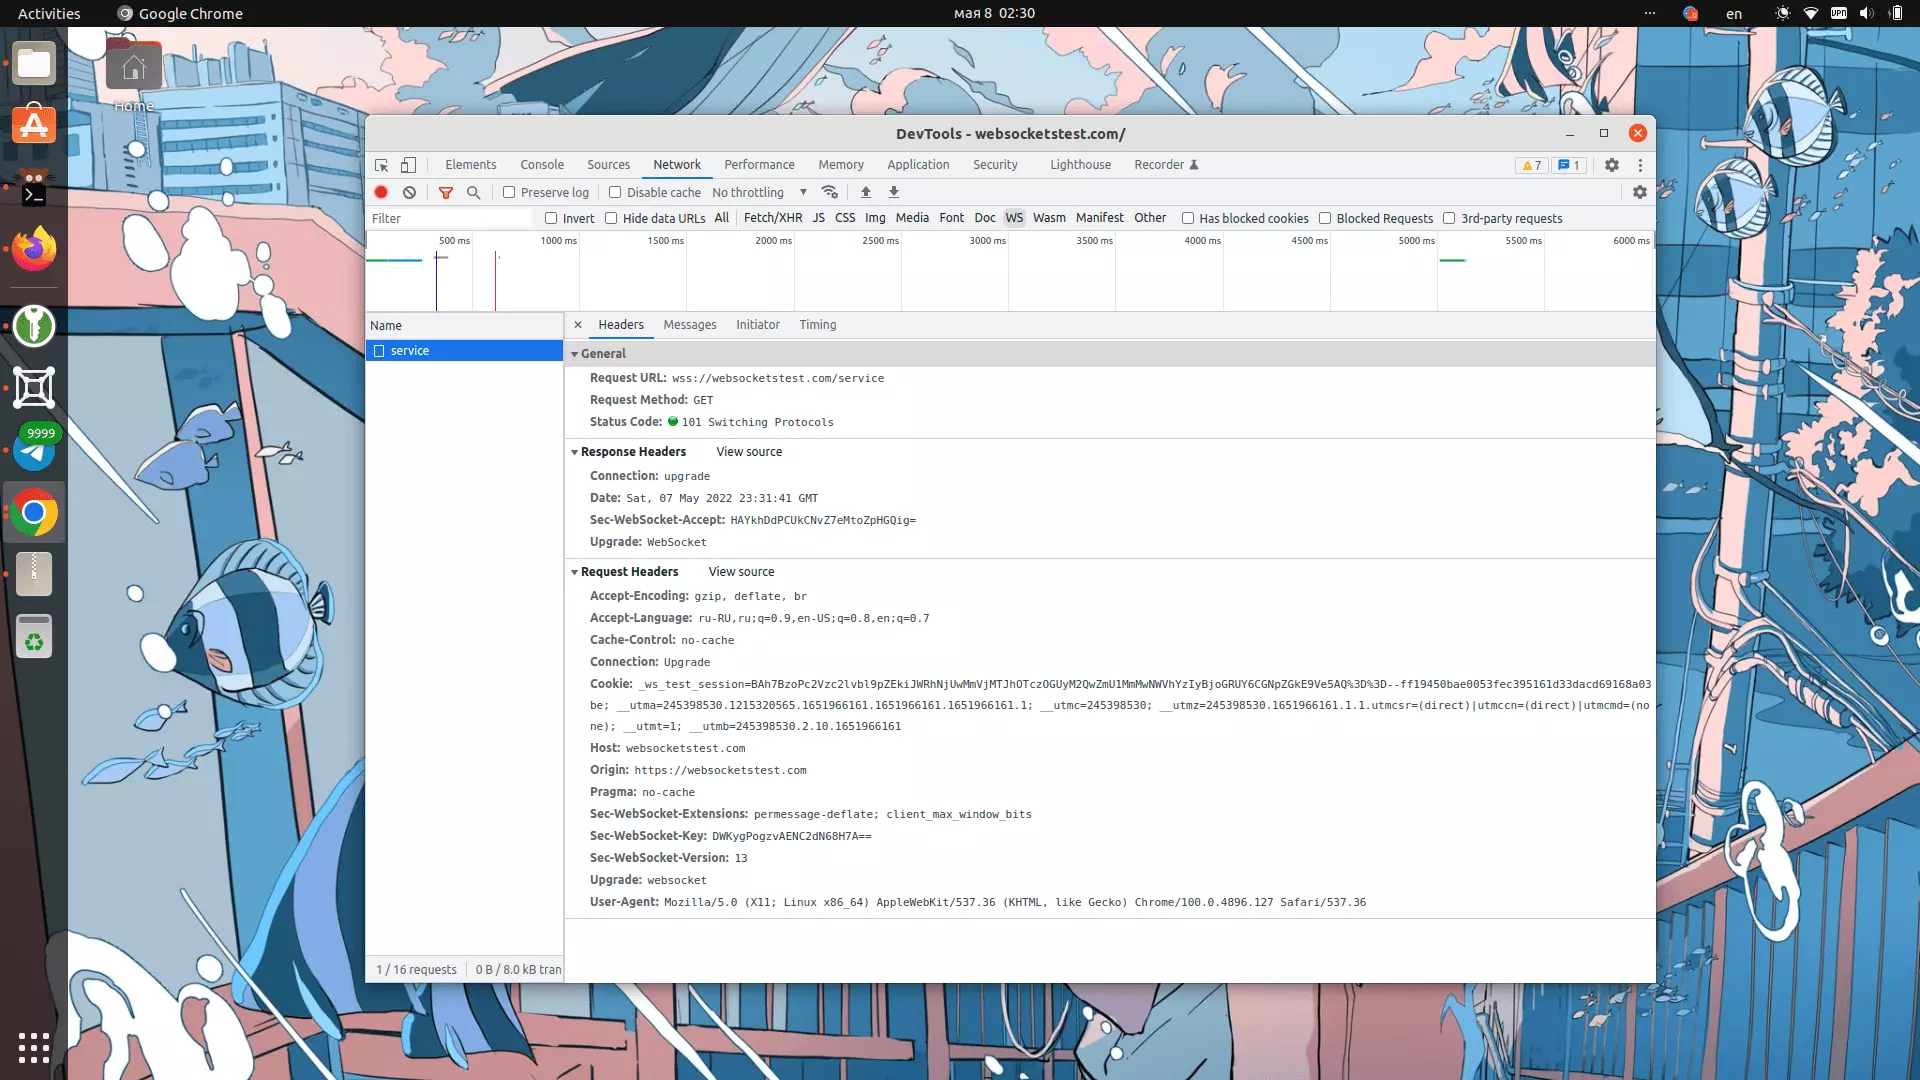 Activities Google Chrome мая 8 02:30 en VPN
Home
DevTools - websocketstest.com/
Elements Console Sources Network Performance Memory Application Security Lighthouse Recorder 7 1
Preserve log Disable cache No throttling
Filter Invert Hide data URLs All Fetch/XHR JS CSS Img Media Font Doc WS Wasm Manifest Other Has blocked cookies Blocked Requests 3rd-party requests
500 ms 1000 ms 1500 ms 2000 ms 2500 ms 3000 ms 3500 ms 4000 ms 4500 ms 5000 ms 5500 ms 6000 ms
Name Headers Messages Initiator Timing
service
General
Request URL: wss://websocketstest.com/service
Request Method: GET
Status Code: 101 Switching Protocols
9999
Response Headers View source
Connection: upgrade
Date: Sat, 07 May 2022 23:31:41 GMT
Sec-WebSocket-Accept: HAYkhDdPCUkCNvZ7eMtoZpHGQig=
Upgrade: WebSocket
Request Headers View source
Accept-Encoding: gzip, deflate, br
Accept-Language: ru-RU,ru;q=0.9,en-US;q=0.8,en;q=0.7
Cache-Control: no-cache
Connection: Upgrade
Cookie: _ws_test_session=BAh7BzoPc2Vzc2lvbl9pZEkiJWRhNjUwMmVjMTJhOTczOGUyM2QwZmU1MmMwNWVhYzIyBjoGRUY6CGNpZGkE9Ve5AQ%3D%3D--ff19450bae0053fec395161d33dacd69168a03
be; __utma=245398530.1215320565.1651966161.1651966161.1651966161.1; __utmc=245398530; __utmz=245398530.1651966161.1.1.utmcsr=(direct)|utmccn=(direct)|utmcmd=(no
ne); __utmt=1; __utmb=245398530.2.10.1651966161
Host: websocketstest.com
Origin: https://websocketstest.com
Pragma: no-cache
Sec-WebSocket-Extensions: permessage-deflate; client_max_window_bits
Sec-WebSocket-Key: DWKygPogzvAENC2dN68H7A==
Sec-WebSocket-Version: 13
Upgrade: websocket
User-Agent: Mozilla/5.0 (X11; Linux x86_64) AppleWebKit/537.36 (KHTML, like Gecko) Chrome/100.0.4896.127 Safari/537.36
1 / 16 requests 0 B / 8.0 kB tran